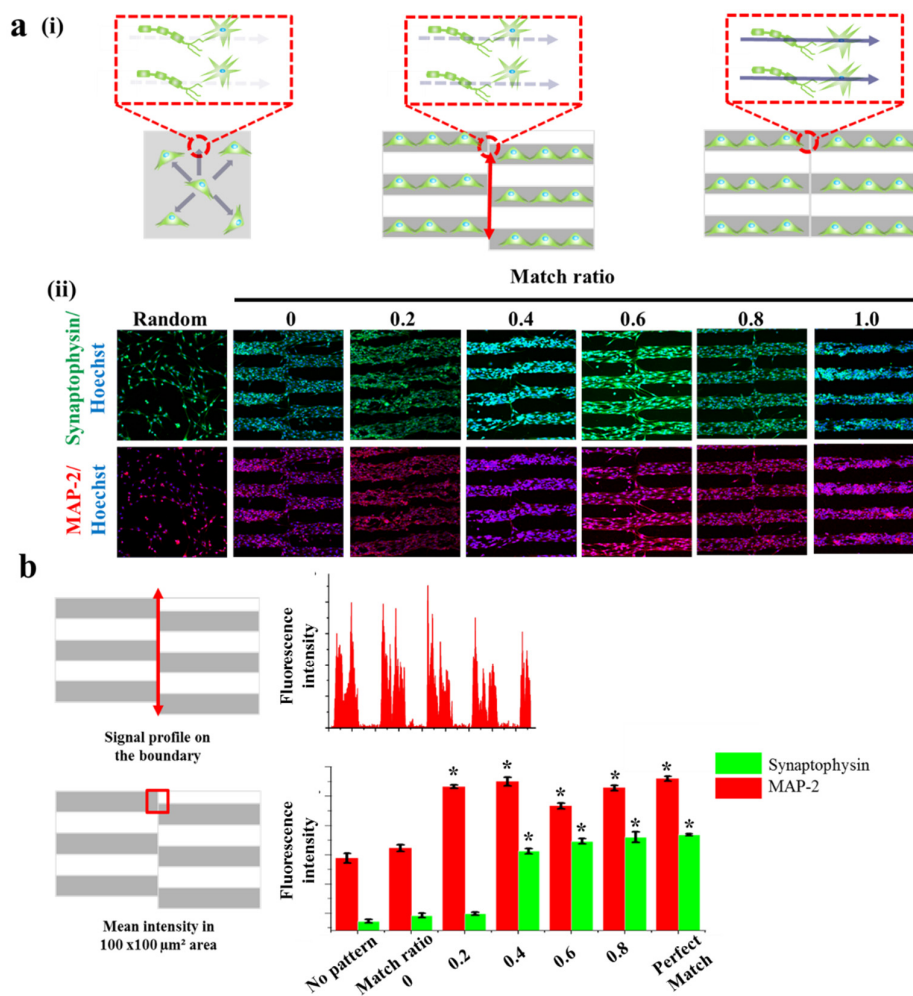 a (i)
(ii)
Match ratio
Random 0 0.2 0.4 0.6 0.8 1.0
Synaptophysin/
Hoechst
MAP-2/
Hoechst
b
Fluorescence
intensity
Signal profile on
the boundary
Synaptophysin
MAP-2
Fluorescence
intensity
* * * * *
* * * *
Mean intensity in
100 x100 μm² area
No pattern
Match ratio
0
0.2
0.4
0.6
0.8
Perfect
Match